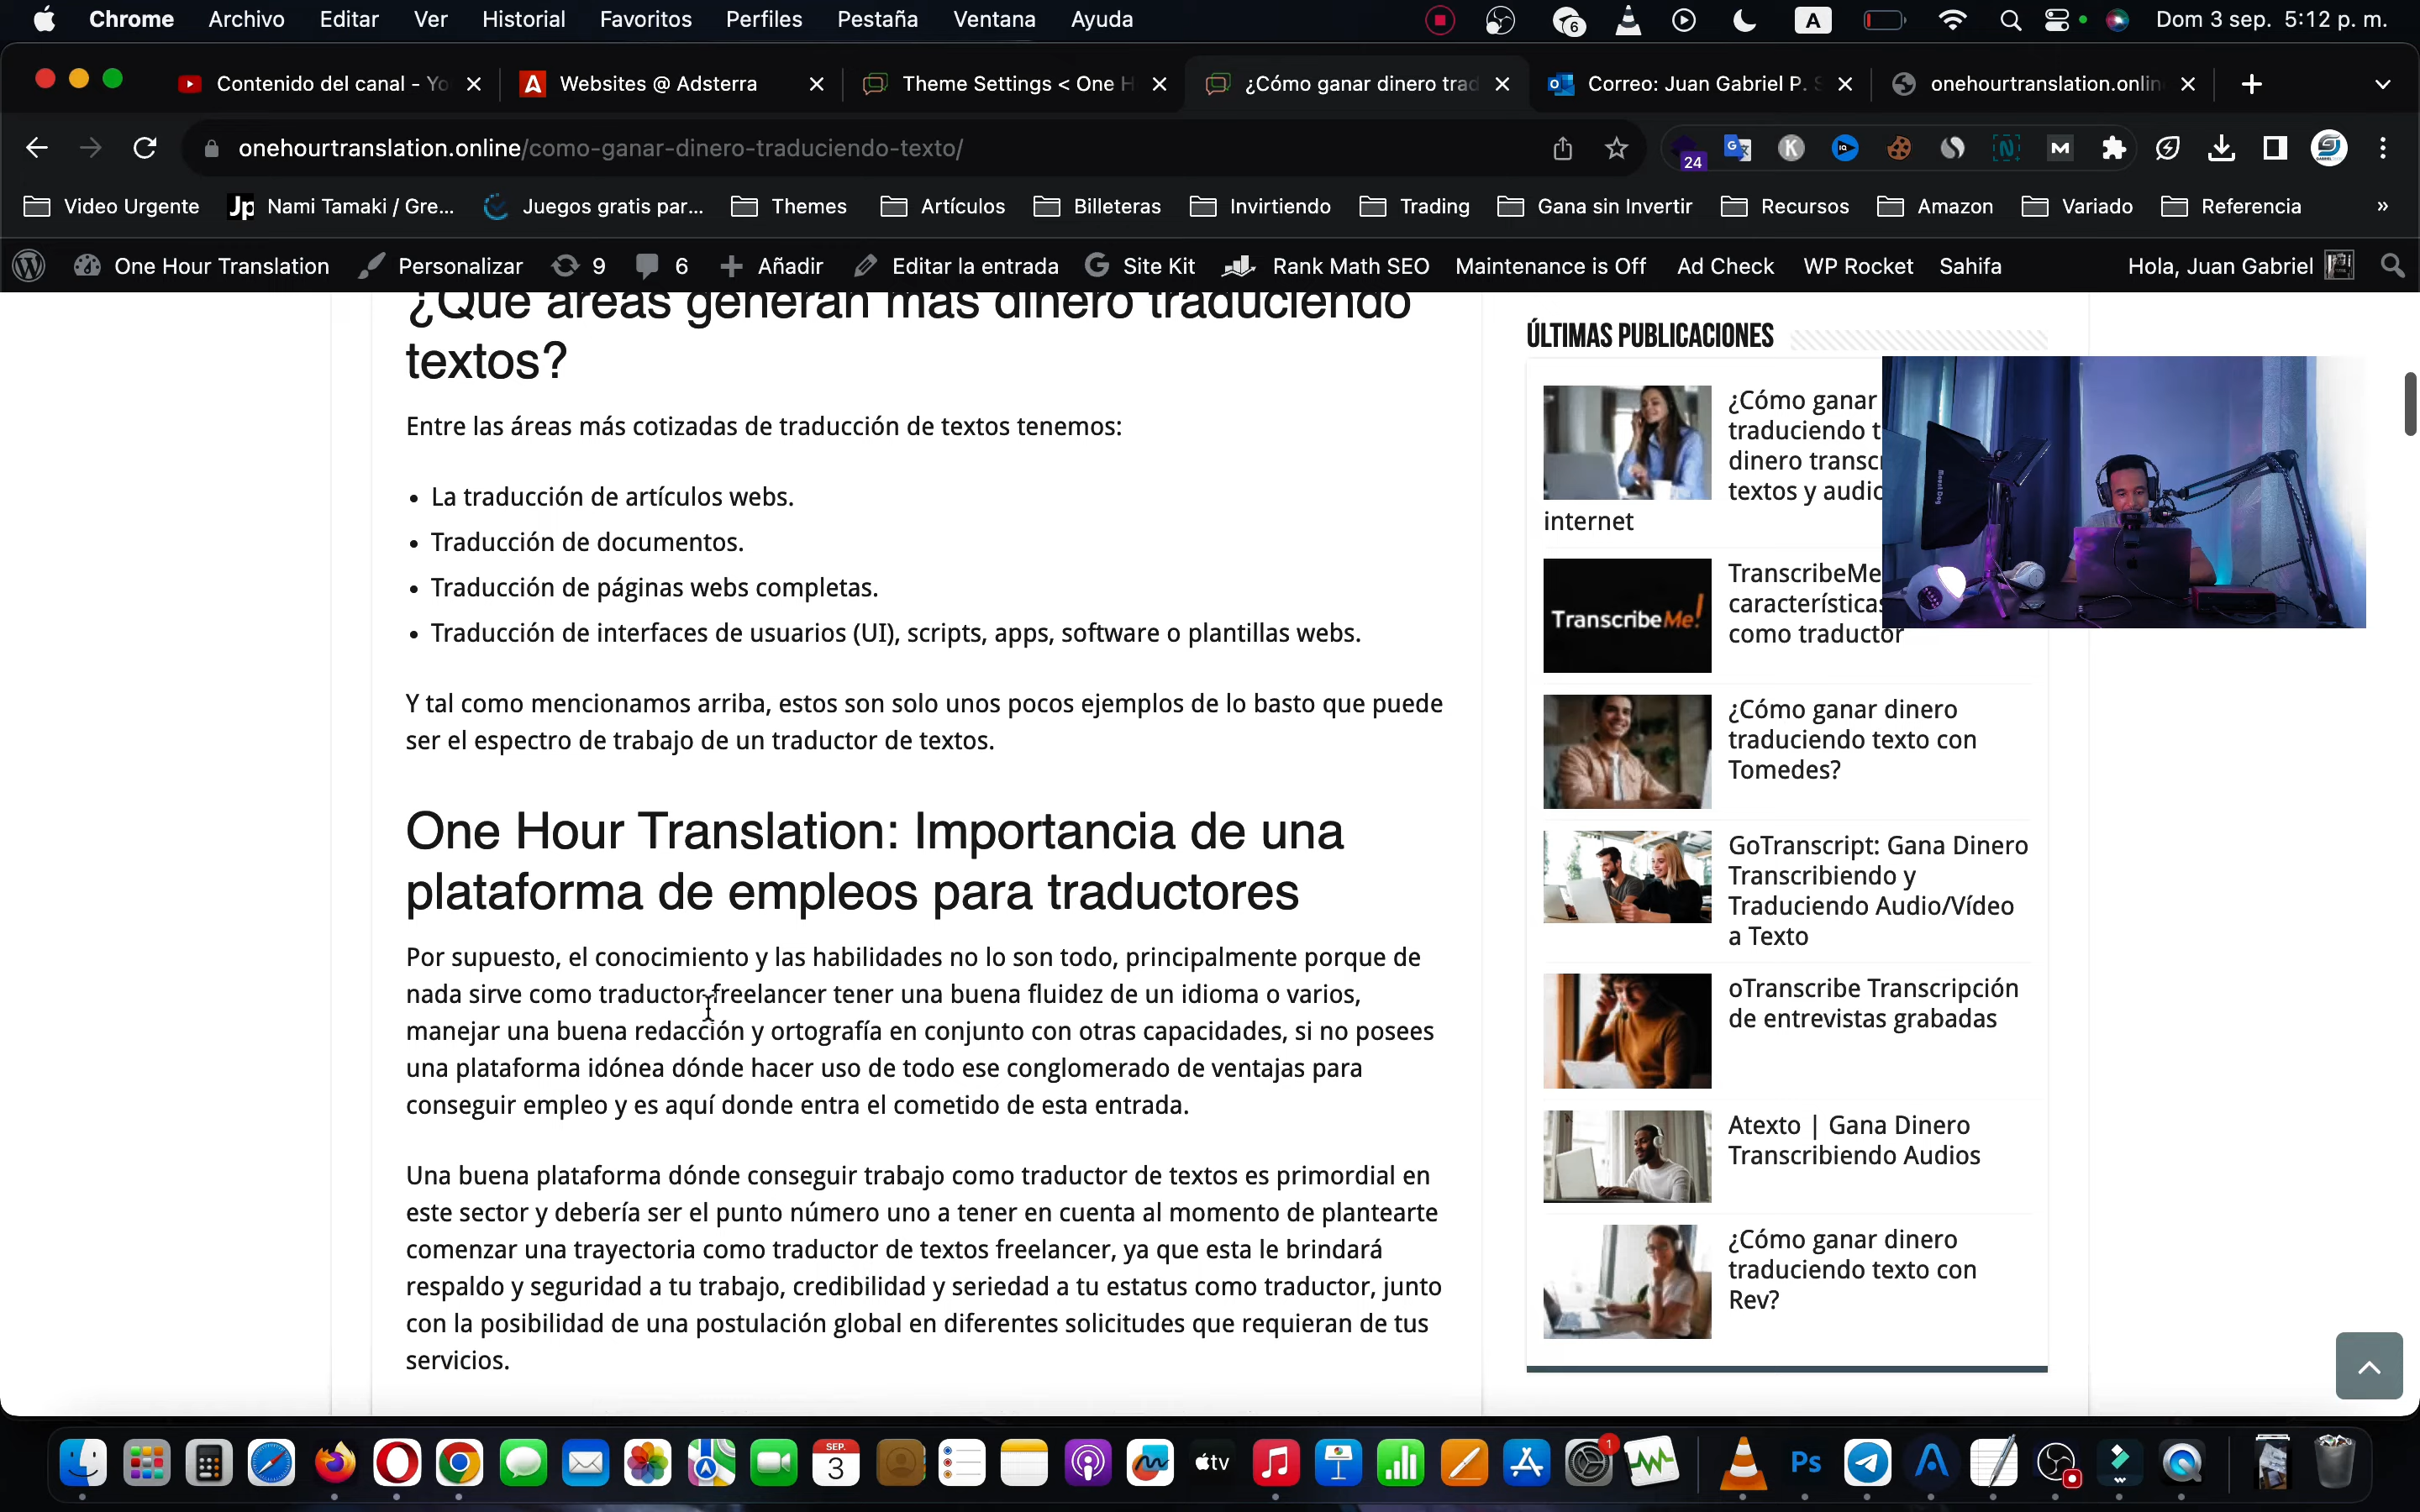 Chrome Archivo Editar Ver Historial Favoritos Perfiles Pestaña Ventana Ayuda 6 A Dom 3 sep. 5:12 p. m.
Contenido del canal - Yo Websites @ Adsterra Theme Settings < One H ¿Cómo ganar dinero trad Correo: Juan Gabriel P. S onehourtranslation.onlin
onehourtranslation.online/como-ganar-dinero-traduciendo-texto/ 24
Video Urgente Jp Nami Tamaki / Gre... Juegos gratis par... Themes Artículos Billeteras Invirtiendo Trading Gana sin Invertir Recursos Amazon Variado Referencia »
One Hour Translation Personalizar 9 6 Añadir Editar la entrada Site Kit Rank Math SEO Maintenance is Off Ad Check WP Rocket Sahifa Hola, Juan Gabriel
¿Qué áreas generan más dinero traduciendo
textos?
Entre las áreas más cotizadas de traducción de textos tenemos:
• La traducción de artículos webs.
• Traducción de documentos.
• Traducción de páginas webs completas.
• Traducción de interfaces de usuarios (UI), scripts, apps, software o plantillas webs.
Y tal como mencionamos arriba, estos son solo unos pocos ejemplos de lo basto que puede
ser el espectro de trabajo de un traductor de textos.
One Hour Translation: Importancia de una
plataforma de empleos para traductores
Por supuesto, el conocimiento y las habilidades no lo son todo, principalmente porque de
nada sirve como traductor freelancer tener una buena fluidez de un idioma o varios,
manejar una buena redacción y ortografía en conjunto con otras capacidades, si no posees
una plataforma idónea dónde hacer uso de todo ese conglomerado de ventajas para
conseguir empleo y es aquí donde entra el cometido de esta entrada.
Una buena plataforma dónde conseguir trabajo como traductor de textos es primordial en
este sector y debería ser el punto número uno a tener en cuenta al momento de plantearte
comenzar una trayectoria como traductor de textos freelancer, ya que esta le brindará
respaldo y seguridad a tu trabajo, credibilidad y seriedad a tu estatus como traductor, junto
con la posibilidad de una postulación global en diferentes solicitudes que requieran de tus
servicios.
ÚLTIMAS PUBLICACIONES
¿Cómo ganar
traduciendo t
dinero transc
textos y audio
internet
TranscribeMe!
TranscribeMe
características
como traductor
¿Cómo ganar dinero
traduciendo texto con
Tomedes?
GoTranscript: Gana Dinero
Transcribiendo y
Traduciendo Audio/Vídeo
a Texto
oTranscribe Transcripción
de entrevistas grabadas
Atexto | Gana Dinero
Transcribiendo Audios
¿Cómo ganar dinero
traduciendo texto con
Rev?
SEP.
3
tv
1
Ps